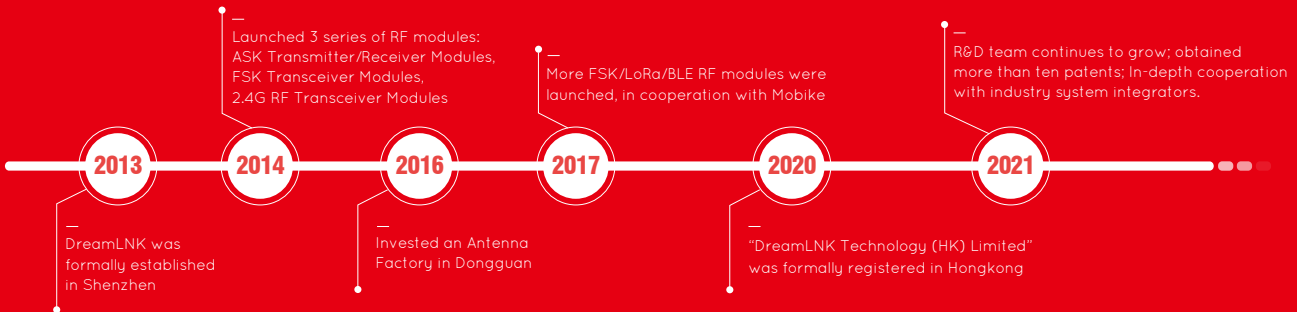 Launched 3 series of RF modules:
ASK Transmitter/Receiver Modules,
FSK Transceiver Modules,
2.4G RF Transceiver Modules
More FSK/LoRa/BLE RF modules were
launched, in cooperation with Mobike
R&D team continues to grow; obtained
more than ten patents; In-depth cooperation
with industry system integrators.
2013
2014
2016
2017
2020
2021
DreamLNK was
formally established
in Shenzhen
Invested an Antenna
Factory in Dongguan
“DreamLNK Technology (HK) Limited”
was formally registered in Hongkong